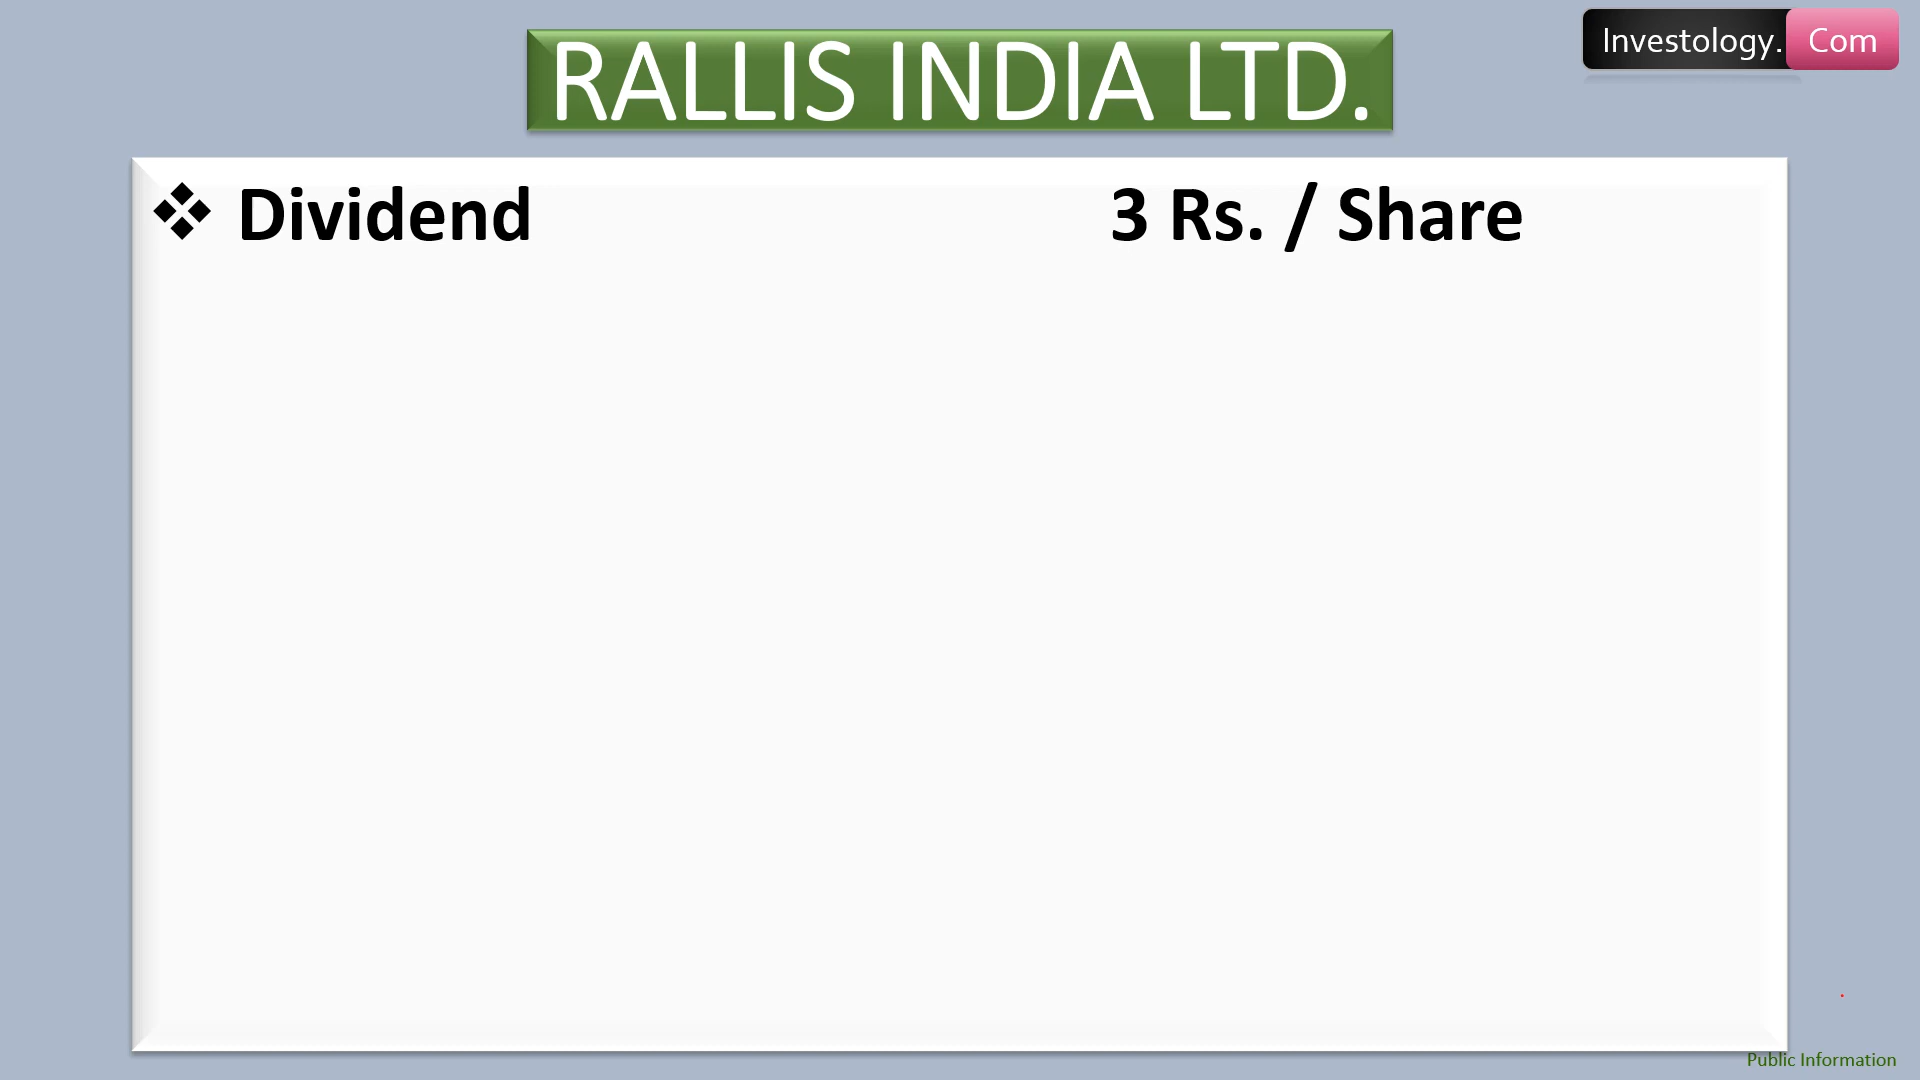 RALLIS INDIA LTD.
Investology. Com
❖ Dividend 3 Rs. / Share
Public Information